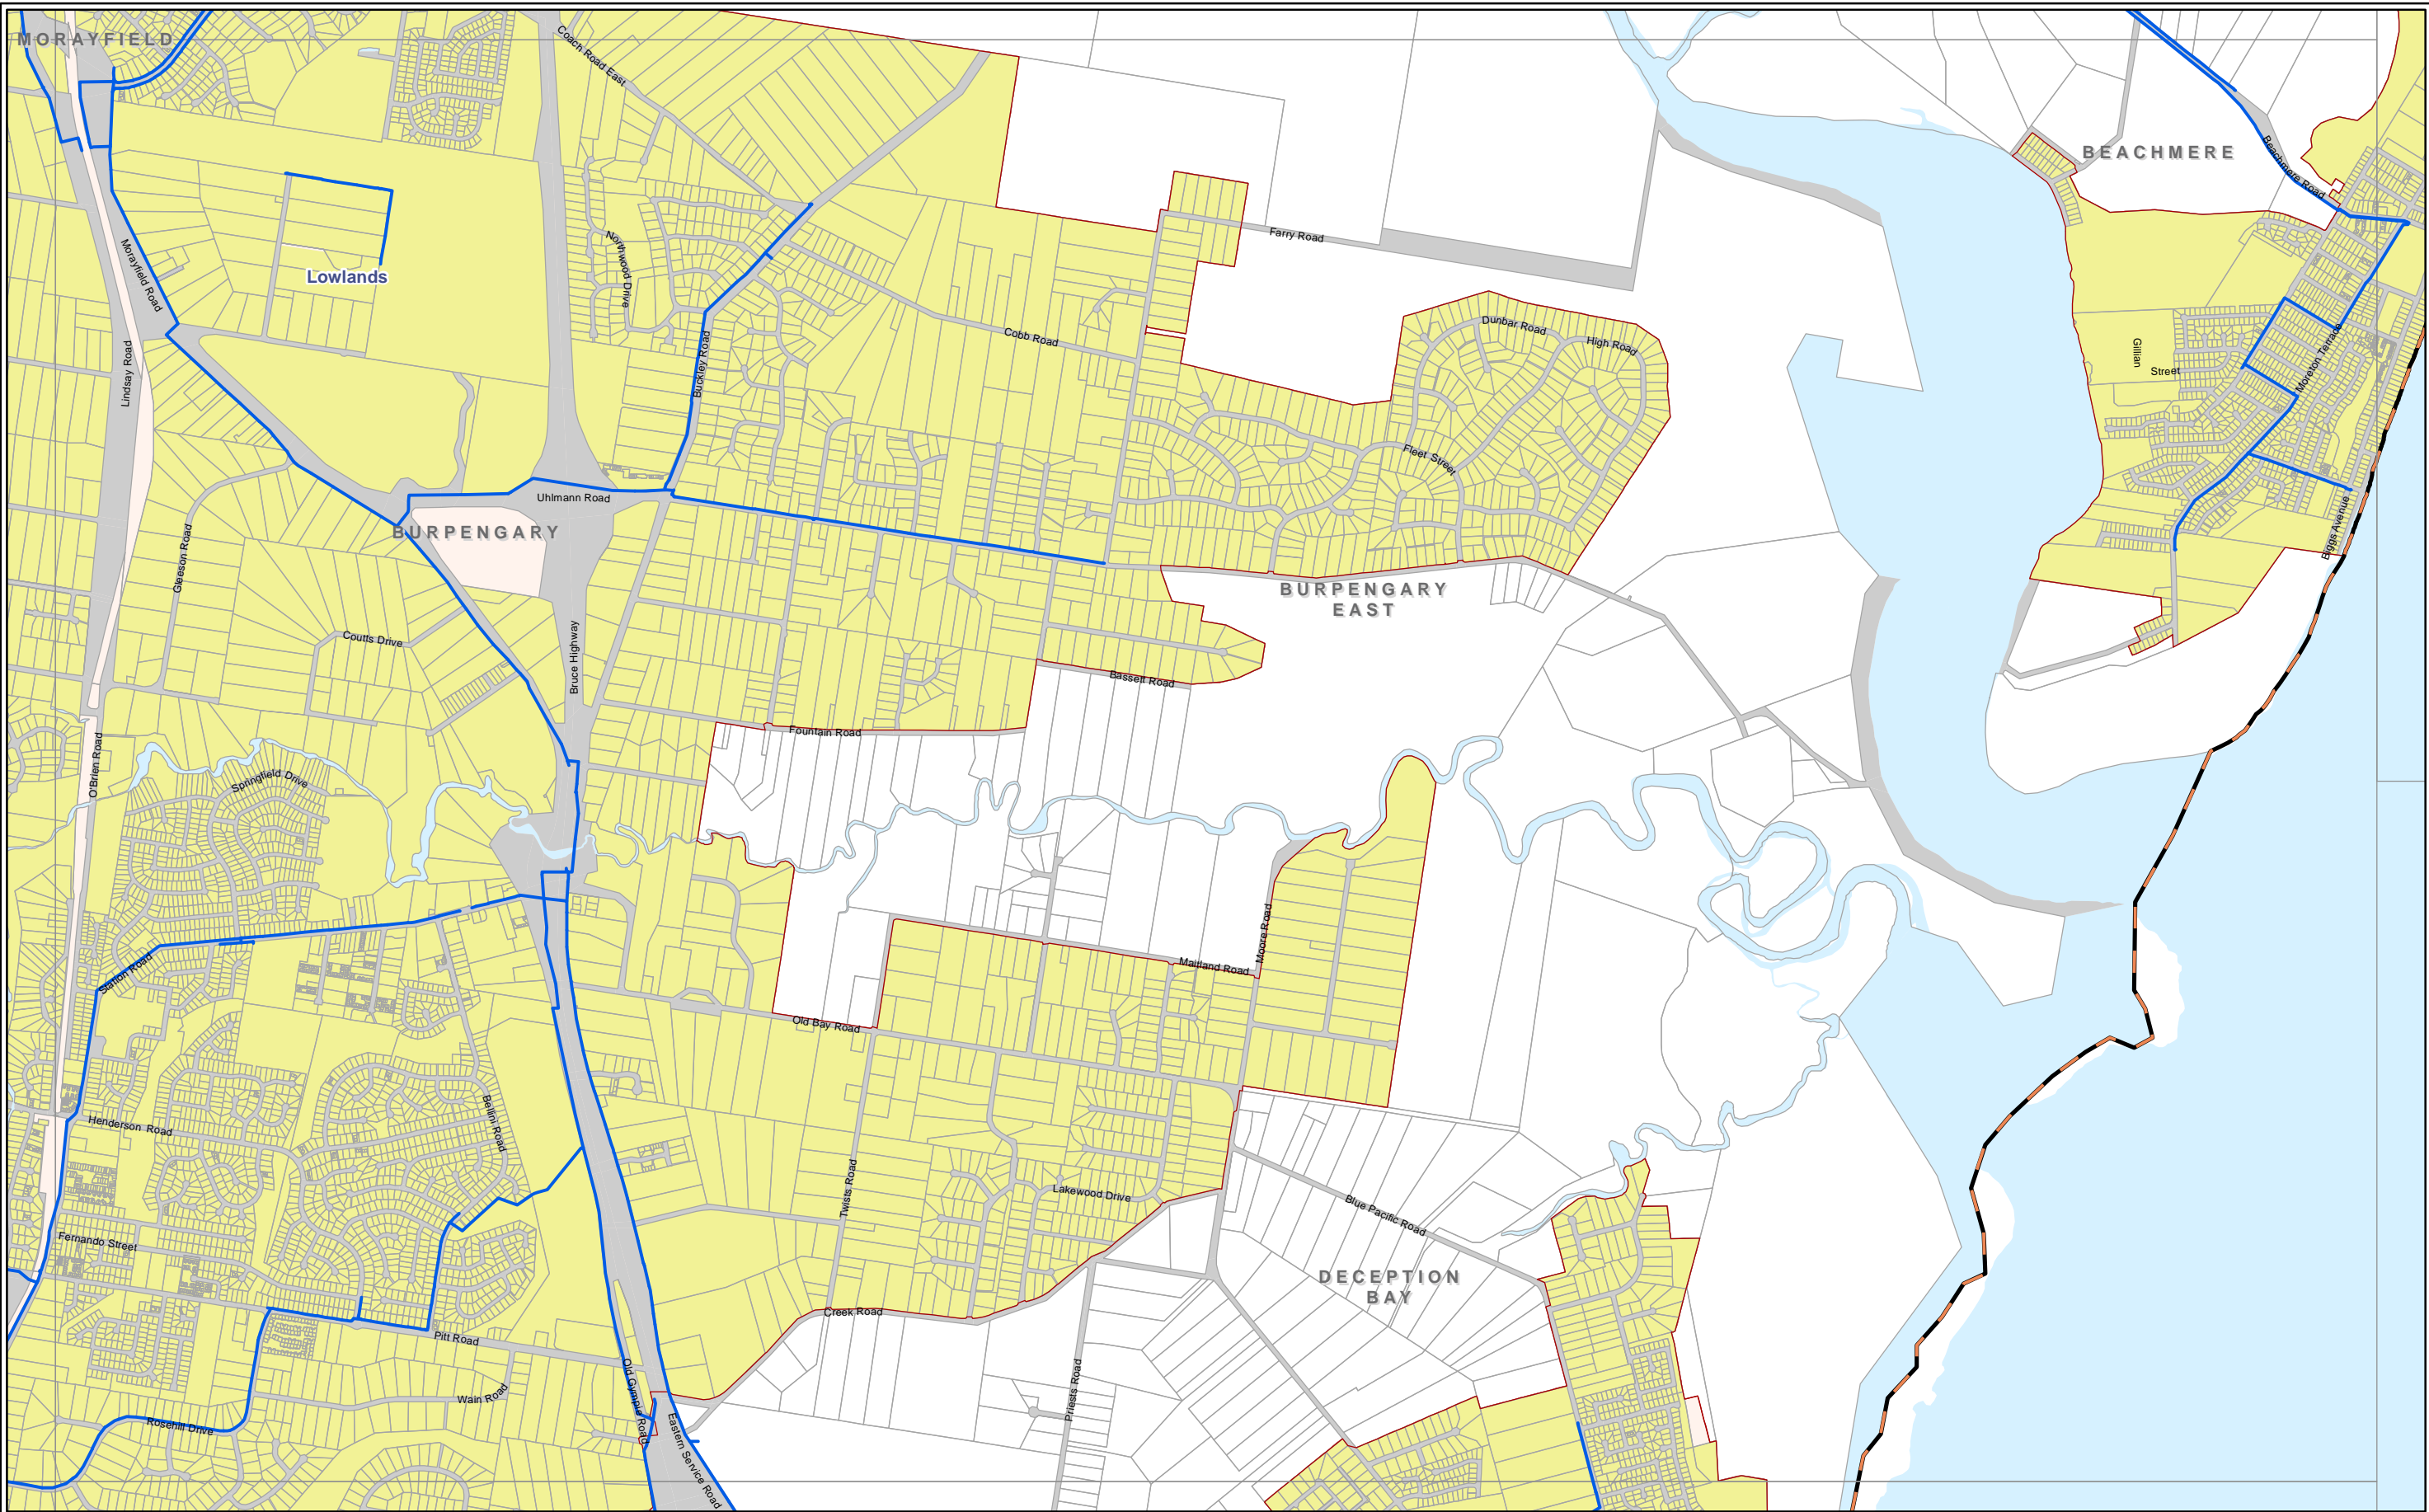 MORAYFIELD
Coach Road East
BEACHMERE
Beachmere Road
Morayfield Road
Lowlands
Northwood Drive
Farry Road
Lindsay Road
Buckley Road
Cobb Road
Dunbar Road
High Road
Gillian
Street
Moreton Terrace
Fleet Street
Uhlmann Road
BURPENGARY
Biggs Avenue
Gleeson Road
BURPENGARY
EAST
Coutts Drive
Bruce Highway
Bassett Road
Fountain Road
O'Brien Road
Springfield Drive
Moore Road
Maitland Road
Station Road
Old Bay Road
Henderson Road
Bellini Road
Twists Road
Lakewood Drive
Blue Pacific Road
Fernando Street
DECEPTION
BAY
Creek Road
Pitt Road
Old Gympie Road
Priests Road
Wain Road
Rosehill Drive
Eastern Service Road